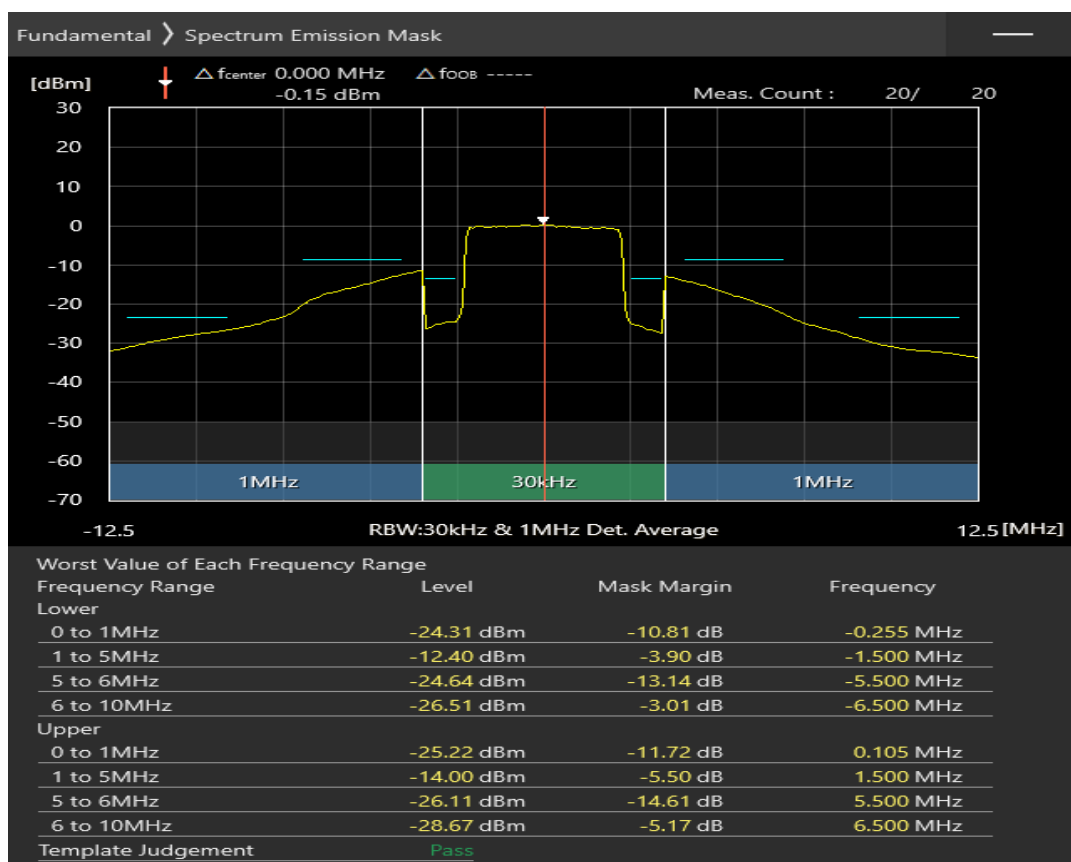 Fundamental ❯ Spectrum Emission Mask
△ fcenter 0.000 MHz △ fOOB -----
[dBm]
-0.15 dBm Meas. Count : 20/ 20
30
20
10
0
-10
-20
-30
-40
-50
-60
1MHz 30kHz 1MHz
-70
-12.5 RBW:30kHz & 1MHz Det. Average 12.5 [MHz]
Worst Value of Each Frequency Range
Frequency Range Level Mask Margin Frequency
Lower
0 to 1MHz -24.31 dBm -10.81 dB -0.255 MHz
1 to 5MHz -12.40 dBm -3.90 dB -1.500 MHz
5 to 6MHz -24.64 dBm -13.14 dB -5.500 MHz
6 to 10MHz -26.51 dBm -3.01 dB -6.500 MHz
Upper
0 to 1MHz -25.22 dBm -11.72 dB 0.105 MHz
1 to 5MHz -14.00 dBm -5.50 dB 1.500 MHz
5 to 6MHz -26.11 dBm -14.61 dB 5.500 MHz
6 to 10MHz -28.67 dBm -5.17 dB 6.500 MHz
Template Judgement Pass